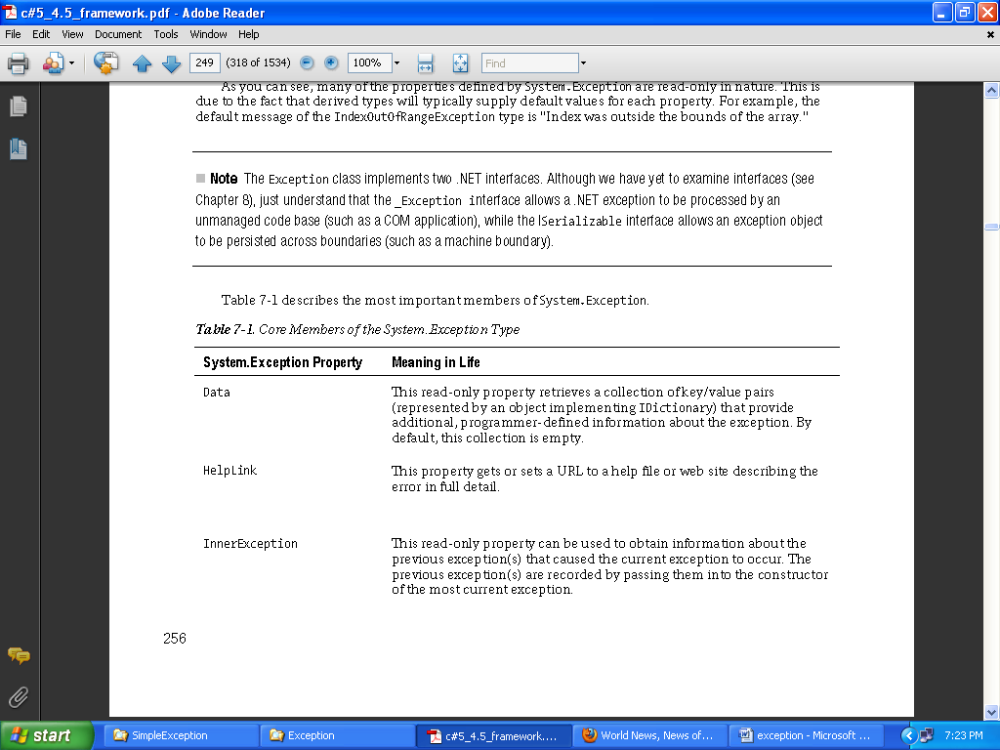 c#5_4.5_framework.pdf - Adobe Reader
File Edit View Document Tools Window Help
249 (318 of 1534) 100% Find
As you can see, many of the properties defined by System.Exception are read-only in nature. This is
due to the fact that derived types will typically supply default values for each property. For example, the
default message of the IndexOutOfRangeException type is "Index was outside the bounds of the array."
Note The Exception class implements two .NET interfaces. Although we have yet to examine interfaces (see
Chapter 8), just understand that the _Exception interface allows a .NET exception to be processed by an
unmanaged code base (such as a COM application), while the ISerializable interface allows an exception object
to be persisted across boundaries (such as a machine boundary).
Table 7-1 describes the most important members of System.Exception.
Table 7-1. Core Members of the System.Exception Type
System.Exception Property Meaning in Life
Data This read-only property retrieves a collection of key/value pairs
(represented by an object implementing IDictionary) that provide
additional, programmer-defined information about the exception. By
default, this collection is empty.
HelpLink This property gets or sets a URL to a help file or web site describing the
error in full detail.
InnerException This read-only property can be used to obtain information about the
previous exception(s) that caused the current exception to occur. The
previous exception(s) are recorded by passing them into the constructor
of the most current exception.
256
start SimpleException Exception c#5_4.5_framework.... World News, News of... exception - Microsoft ... 7:23 PM